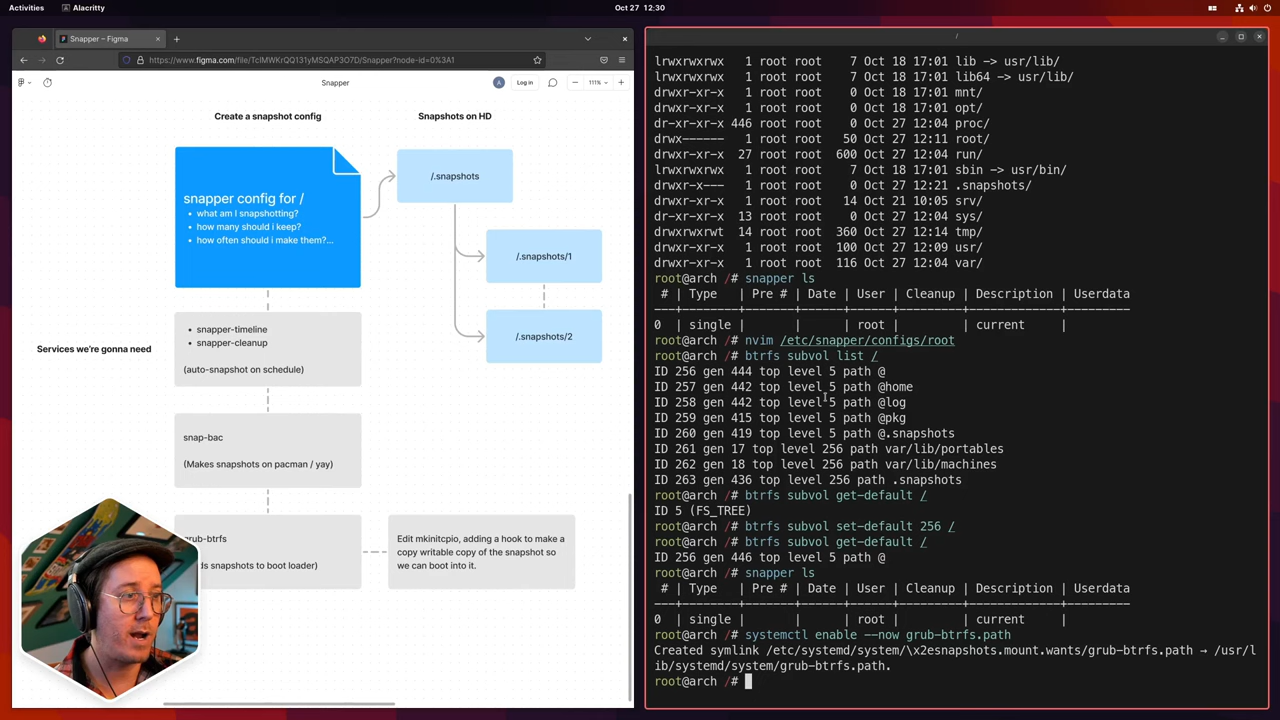 Activities
Alacritty
Oct 27 12:30
Snapper – Figma
https://www.figma.com/file/TclMWKrQQ131yMSQAP3O7D/Snapper?node-id=0%3A1
Snapper
A
Log in
111%
Create a snapshot config
Snapshots on HD
snapper config for /
• what am I snapshotting?
• how many should i keep?
• how often should i make them?...
/.snapshots
/.snapshots/1
/.snapshots/2
Services we're gonna need
• snapper-timeline
• snapper-cleanup
(auto-snapshot on schedule)
snap-bac
(Makes snapshots on pacman / yay)
grub-btrfs
ds snapshots to boot loader)
Edit mkinitcpio, adding a hook to make a
copy writable copy of the snapshot so
we can boot into it.
/
lrwxrwxrwx 1 root root 7 Oct 18 17:01 lib -> usr/lib/
lrwxrwxrwx 1 root root 7 Oct 18 17:01 lib64 -> usr/lib/
drwxr-xr-x 1 root root 0 Oct 18 17:01 mnt/
drwxr-xr-x 1 root root 0 Oct 18 17:01 opt/
dr-xr-xr-x 446 root root 0 Oct 27 12:04 proc/
drwx------ 1 root root 50 Oct 27 12:11 root/
drwxr-xr-x 27 root root 600 Oct 27 12:04 run/
lrwxrwxrwx 1 root root 7 Oct 18 17:01 sbin -> usr/bin/
drwxr-x--- 1 root root 0 Oct 27 12:21 .snapshots/
drwxr-xr-x 1 root root 14 Oct 21 10:05 srv/
dr-xr-xr-x 13 root root 0 Oct 27 12:04 sys/
drwxrwxrwt 14 root root 360 Oct 27 12:14 tmp/
drwxr-xr-x 1 root root 100 Oct 27 12:09 usr/
drwxr-xr-x 1 root root 116 Oct 27 12:04 var/
root@arch /# snapper ls
# | Type | Pre # | Date | User | Cleanup | Description | Userdata
---+--------+-------+------+------+---------+-------------+---------
0 | single | | | root | | current |
root@arch /# nvim /etc/snapper/configs/root
root@arch /# btrfs subvol list /
ID 256 gen 444 top level 5 path @
ID 257 gen 442 top level 5 path @home
ID 258 gen 442 top level 5 path @log
ID 259 gen 415 top level 5 path @pkg
ID 260 gen 419 top level 5 path @.snapshots
ID 261 gen 17 top level 256 path var/lib/portables
ID 262 gen 18 top level 256 path var/lib/machines
ID 263 gen 436 top level 256 path .snapshots
root@arch /# btrfs subvol get-default /
ID 5 (FS_TREE)
root@arch /# btrfs subvol set-default 256 /
root@arch /# btrfs subvol get-default /
ID 256 gen 446 top level 5 path @
root@arch /# snapper ls
# | Type | Pre # | Date | User | Cleanup | Description | Userdata
---+--------+-------+------+------+---------+-------------+---------
0 | single | | | root | | current |
root@arch /# systemctl enable --now grub-btrfs.path
Created symlink /etc/systemd/system/\x2esnapshots.mount.wants/grub-btrfs.path → /usr/l
ib/systemd/system/grub-btrfs.path.
root@arch /#